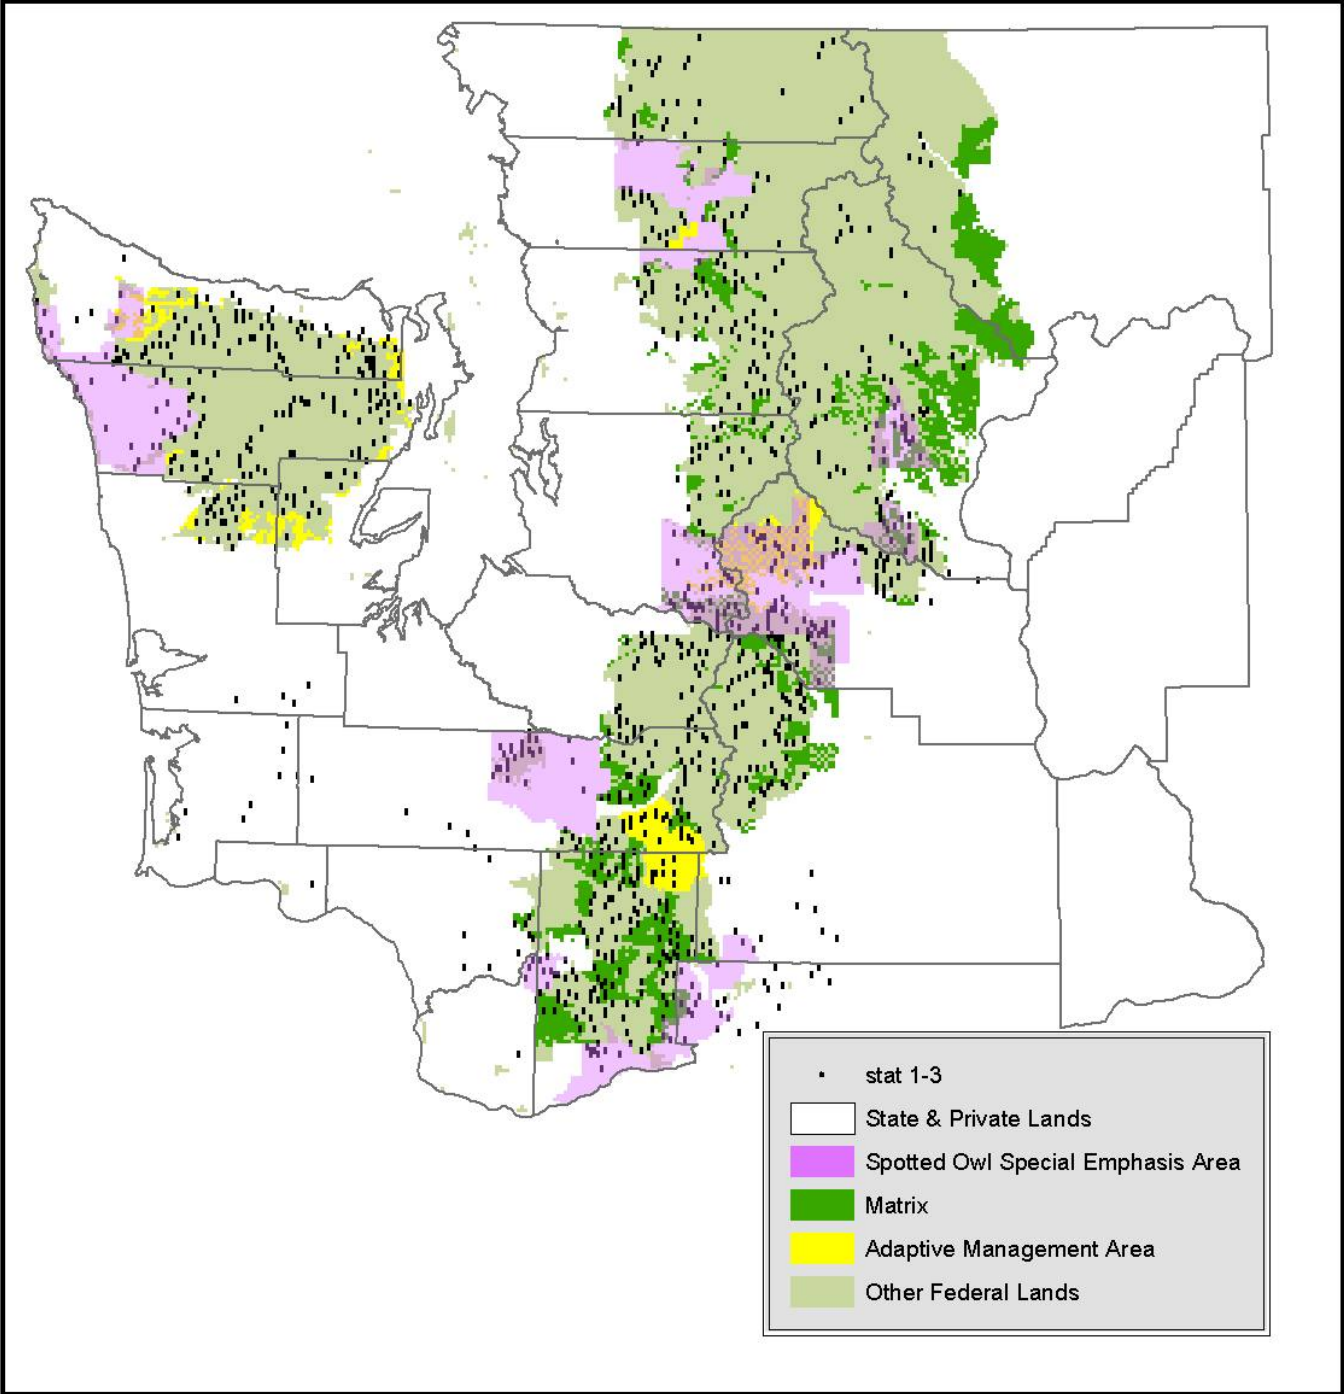 stat 1-3
State & Private Lands
Spotted Owl Special Emphasis Area
Matrix
Adaptive Management Area
Other Federal Lands